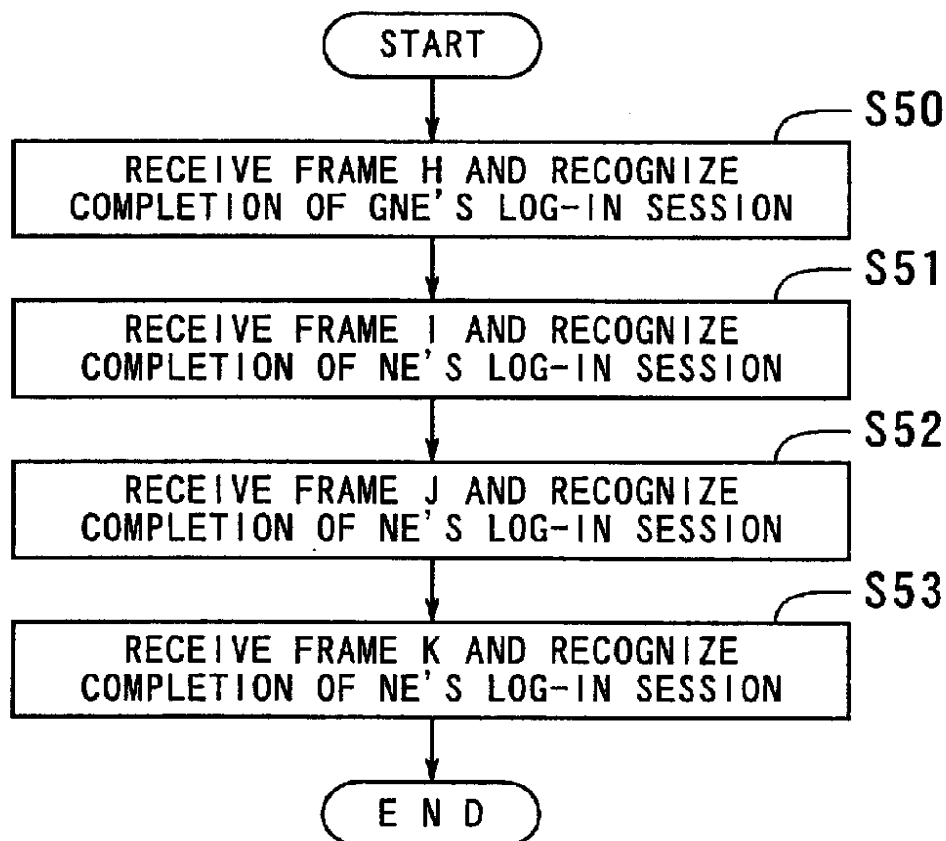 START
S50
RECEIVE FRAME H AND RECOGNIZE
COMPLETION OF GNE'S LOG-IN SESSION
S51
RECEIVE FRAME I AND RECOGNIZE
COMPLETION OF NE'S LOG-IN SESSION
S52
RECEIVE FRAME J AND RECOGNIZE
COMPLETION OF NE'S LOG-IN SESSION
S53
RECEIVE FRAME K AND RECOGNIZE
COMPLETION OF NE'S LOG-IN SESSION
END